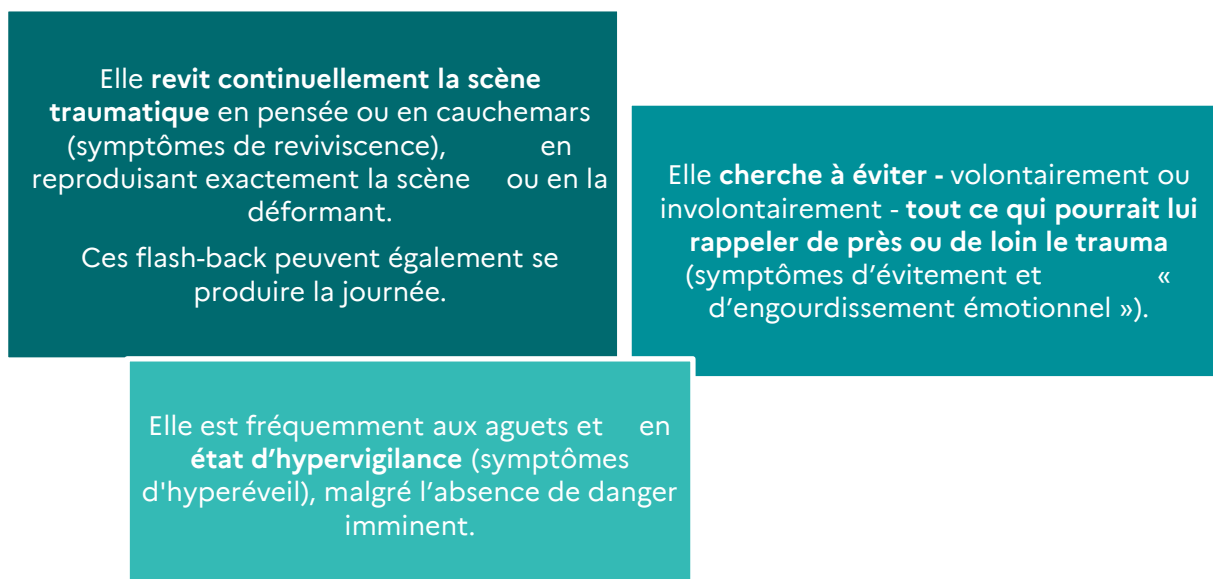 Elle revit continuellement la scène
traumatique en pensée ou en cauchemars
(symptômes de reviviscence), en
reproduisant exactement la scène ou en la
déformant.
Ces flash-back peuvent également se
produire la journée.
Elle cherche à éviter - volontairement ou
involontairement - tout ce qui pourrait lui
rappeler de près ou de loin le trauma
(symptômes d’évitement et «
d’engourdissement émotionnel »).
Elle est fréquemment aux aguets et en
état d’hypervigilance (symptômes
d'hyperéveil), malgré l’absence de danger
imminent.